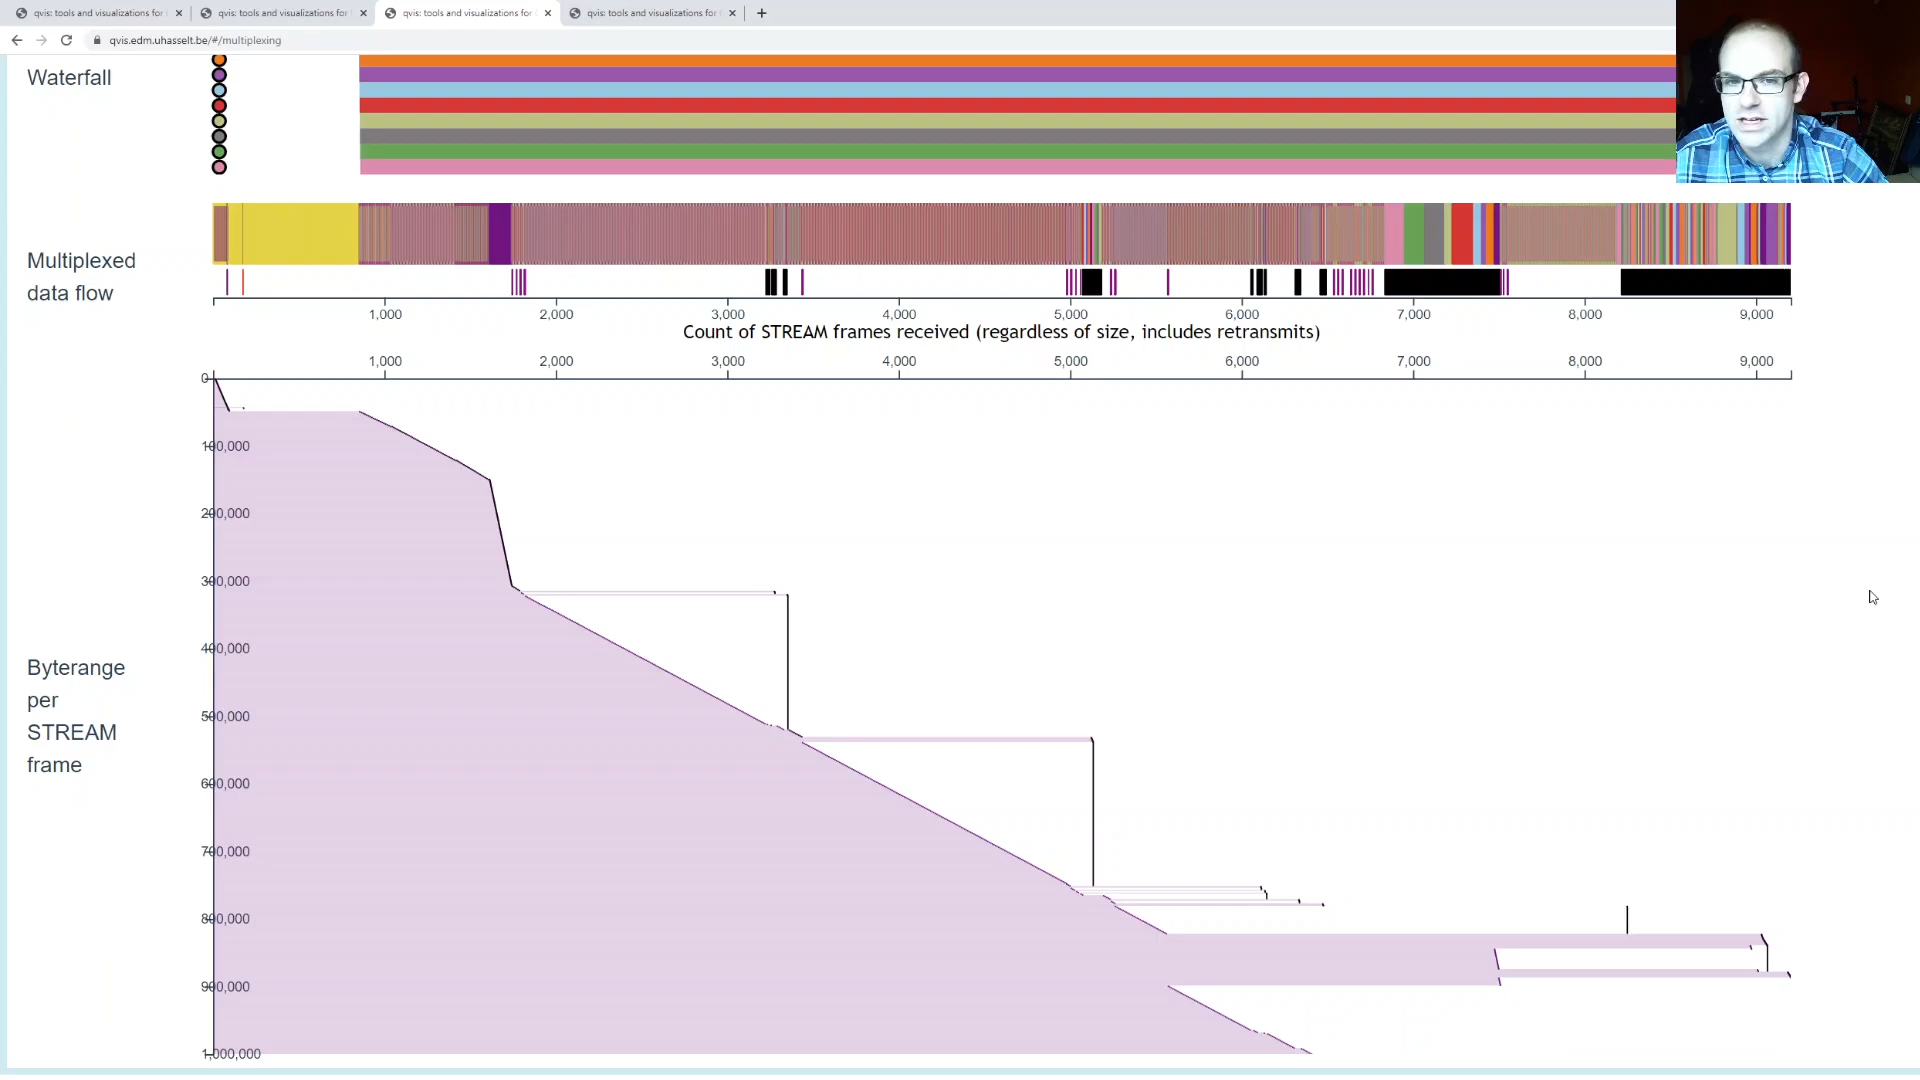 qvis: tools and visualizations for
qvis: tools and visualizations for
qvis: tools and visualizations for
qvis: tools and visualizations for
qvis.edm.uhasselt.be/#/multiplexing
Waterfall
Multiplexed
data flow
1,000 2,000 3,000 4,000 5,000 6,000 7,000 8,000 9,000
Count of STREAM frames received (regardless of size, includes retransmits)
1,000 2,000 3,000 4,000 5,000 6,000 7,000 8,000 9,000
0
100,000
200,000
300,000
400,000
500,000
600,000
700,000
800,000
900,000
1,000,000
Byterange
per
STREAM
frame